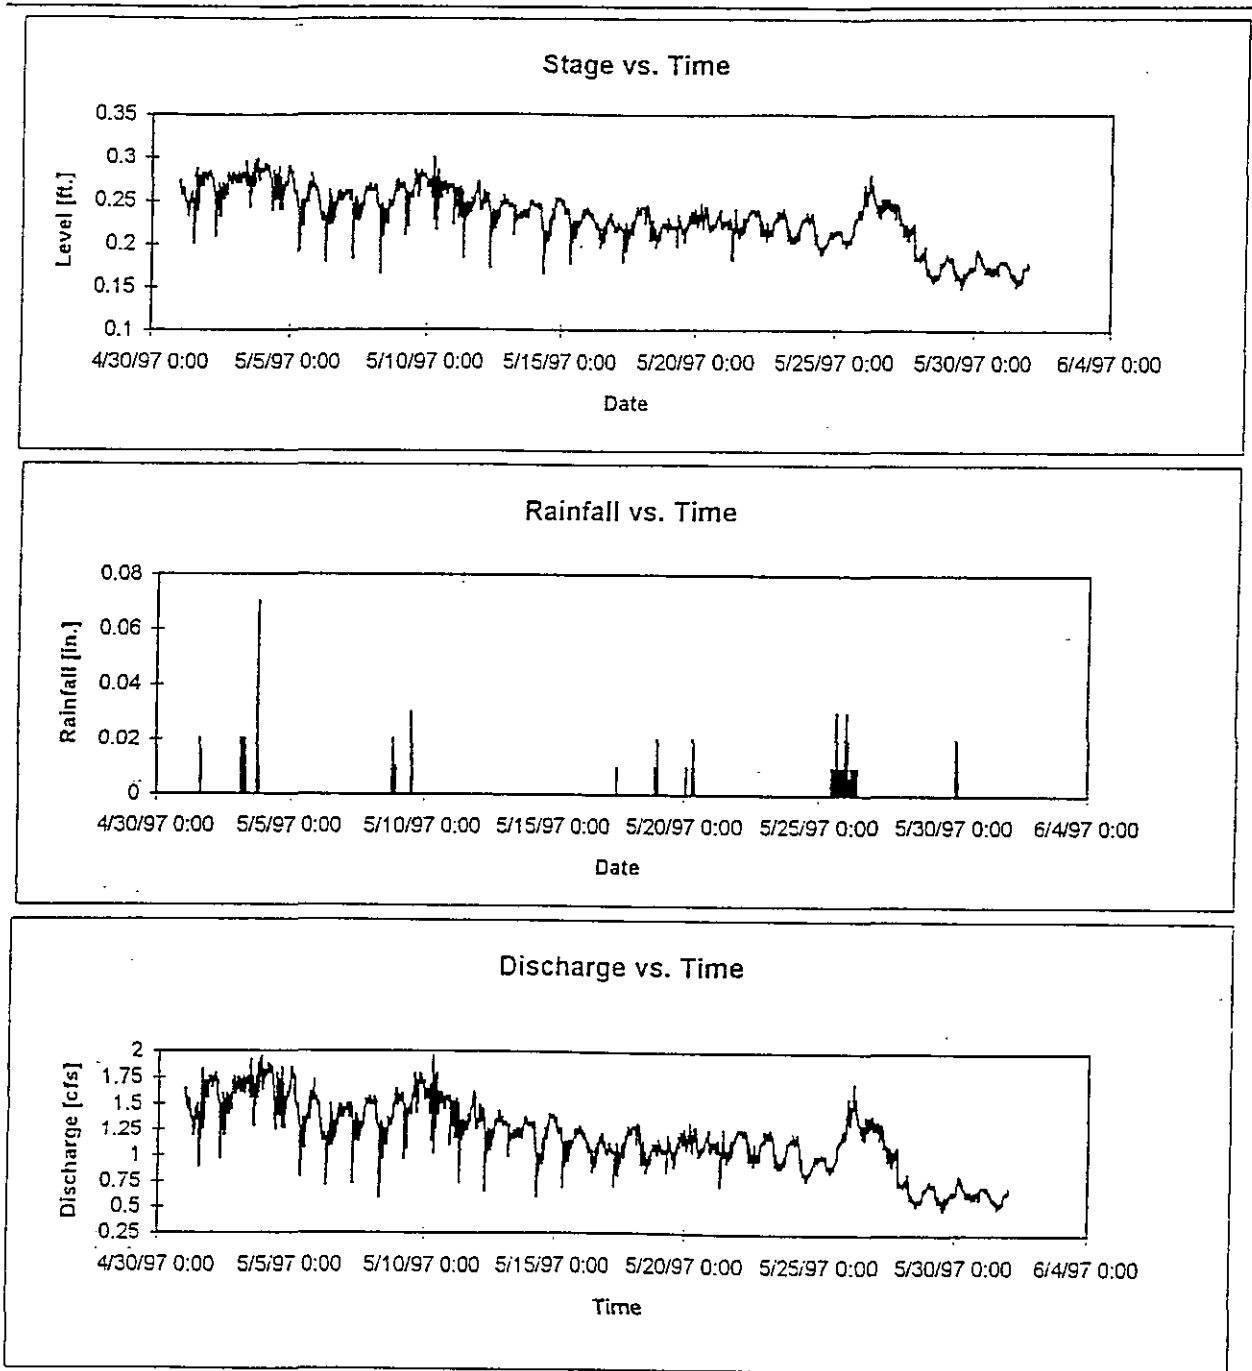 Stage vs. Time
0.35
0.3
0.25
0.2
0.15
0.1
Level [ft.]
4/30/97 0:00 5/5/97 0:00 5/10/97 0:00 5/15/97 0:00 5/20/97 0:00 5/25/97 0:00 5/30/97 0:00 6/4/97 0:00
Date
Rainfall vs. Time
0.08
0.06
0.04
0.02
0
Rainfall [in.]
4/30/97 0:00 5/5/97 0:00 5/10/97 0:00 5/15/97 0:00 5/20/97 0:00 5/25/97 0:00 5/30/97 0:00 6/4/97 0:00
Date
Discharge vs. Time
2
1.75
1.5
1.25
1
0.75
0.5
0.25
Discharge [cfs]
4/30/97 0:00 5/5/97 0:00 5/10/97 0:00 5/15/97 0:00 5/20/97 0:00 5/25/97 0:00 5/30/97 0:00 6/4/97 0:00
Time